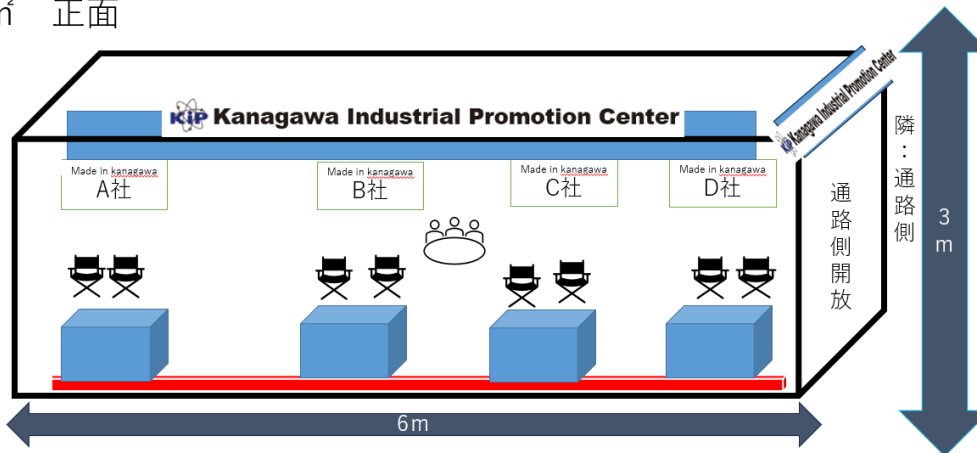 ㎡ 正面
KIP Kanagawa Industrial Promotion Center
KIP Kanagawa Industrial Promotion Center
Made in kanagawa
A社
Made in kanagawa
B社
Made in kanagawa
C社
Made in kanagawa
D社
通路側開放
隣：通路側
3m
6m